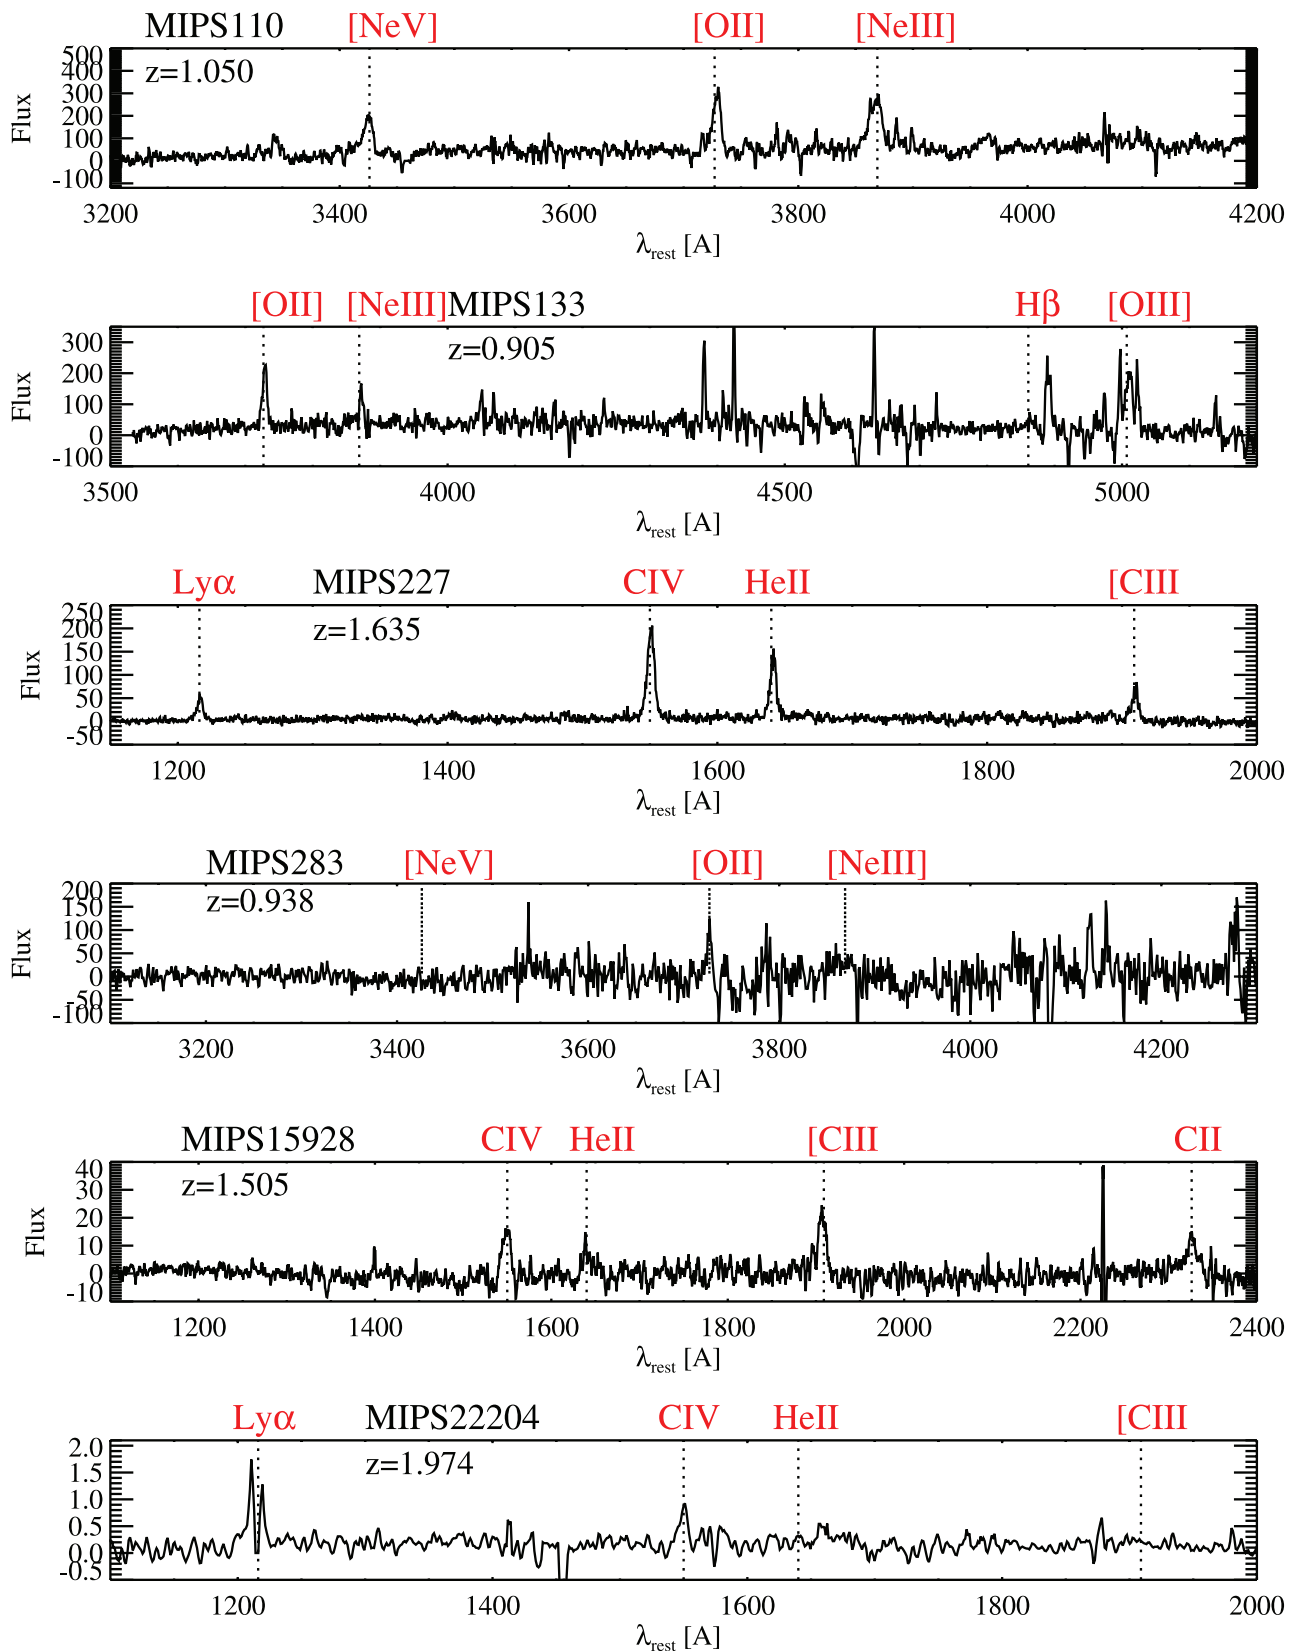 MIPS110 [NeV] [OII] [NeIII]
z=1.050
Flux
500
400
300
200
100
0
-100
3200 3400 3600 3800 4000 4200
λrest [A]
[OII] [NeIII] MIPS133 Hβ [OIII]
z=0.905
Flux
300
200
100
0
-100
3500 4000 4500 5000
λrest [A]
Lyα MIPS227 CIV HeII [CIII
z=1.635
Flux
250
200
150
100
50
0
-50
1200 1400 1600 1800 2000
λrest [A]
MIPS283 [NeV] [OII] [NeIII]
z=0.938
Flux
200
150
100
50
0
-50
-100
3200 3400 3600 3800 4000 4200
λrest [A]
MIPS15928 CIV HeII [CIII CII
z=1.505
Flux
40
30
20
10
0
-10
1200 1400 1600 1800 2000 2200 2400
λrest [A]
Lyα MIPS22204 CIV HeII [CIII
z=1.974
Flux
2.0
1.5
1.0
0.5
0.0
-0.5
1200 1400 1600 1800 2000
λrest [A]